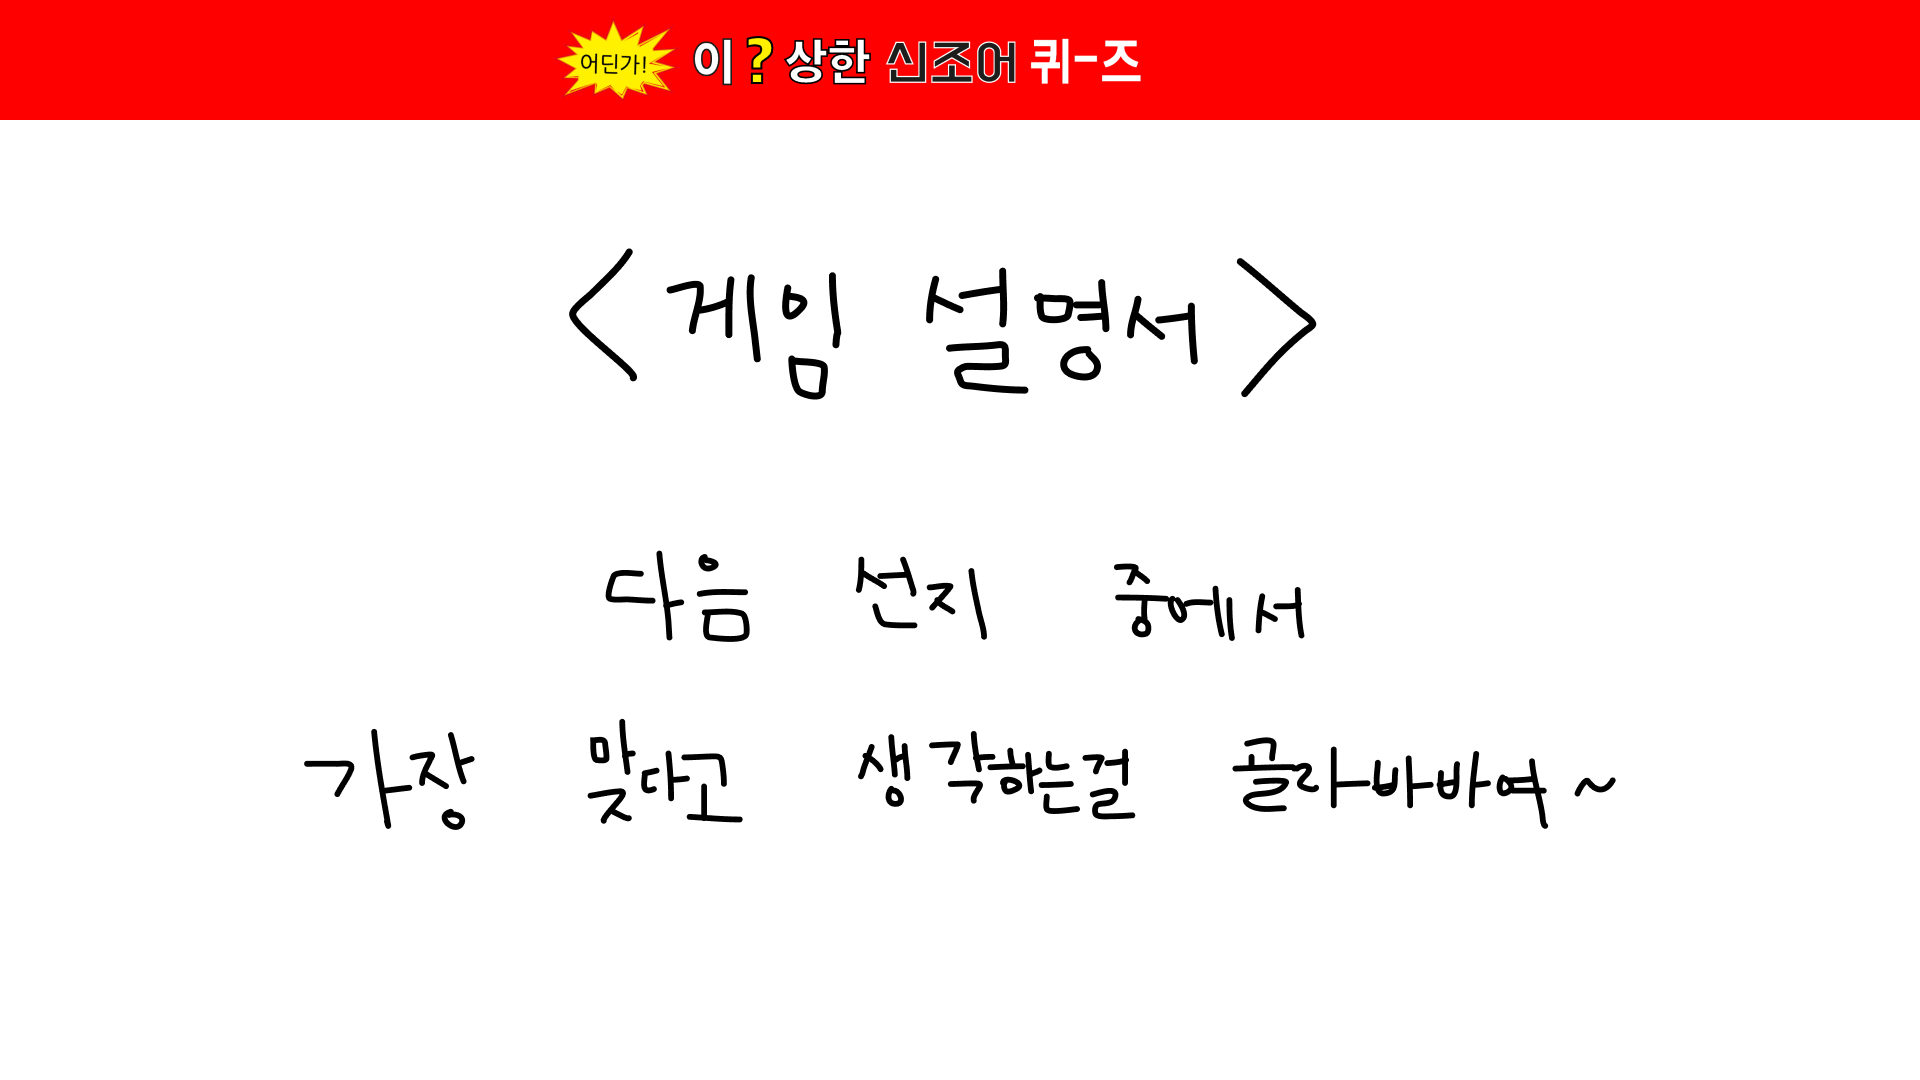 어딘가! 이?상한 신조어 퀴-즈
<게임 설명서>
다음 선지 중에서
가장 맞다고 생각하는걸 골라바바여~